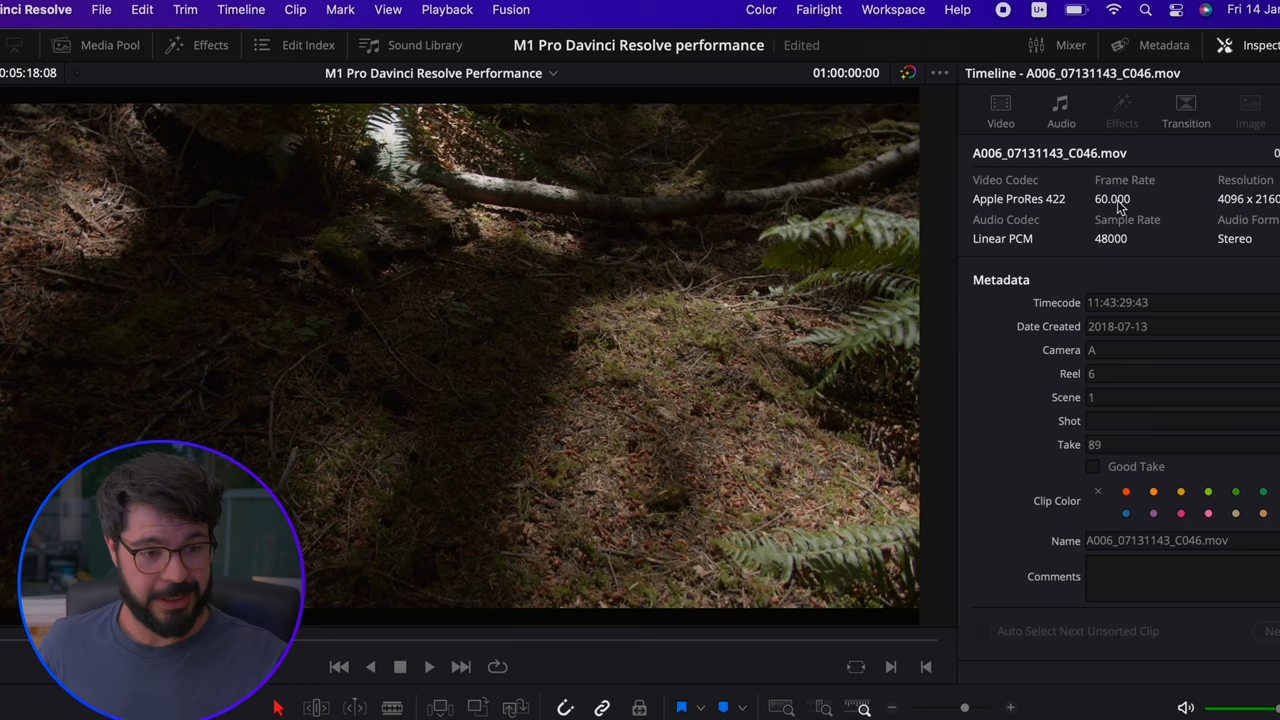 inci Resolve File Edit Trim Timeline Clip Mark View Playback Fusion Color Fairlight Workspace Help Fri 14 Jan
Media Pool Effects Edit Index Sound Library M1 Pro Davinci Resolve performance Edited Mixer Metadata Inspect
0:05:18:08 M1 Pro Davinci Resolve Performance 01:00:00:00 Timeline - A006_07131143_C046.mov
Video Audio Effects Transition Image
A006_07131143_C046.mov 0
Video Codec Frame Rate Resolution
Apple ProRes 422 60.000 4096 x 2160
Audio Codec Sample Rate Audio Form
Linear PCM 48000 Stereo
Metadata
Timecode 11:43:29:43
Date Created 2018-07-13
Camera A
Reel 6
Scene 1
Shot
Take 89
Good Take
Clip Color
Name A006_07131143_C046.mov
Comments
Auto Select Next Unsorted Clip Ne